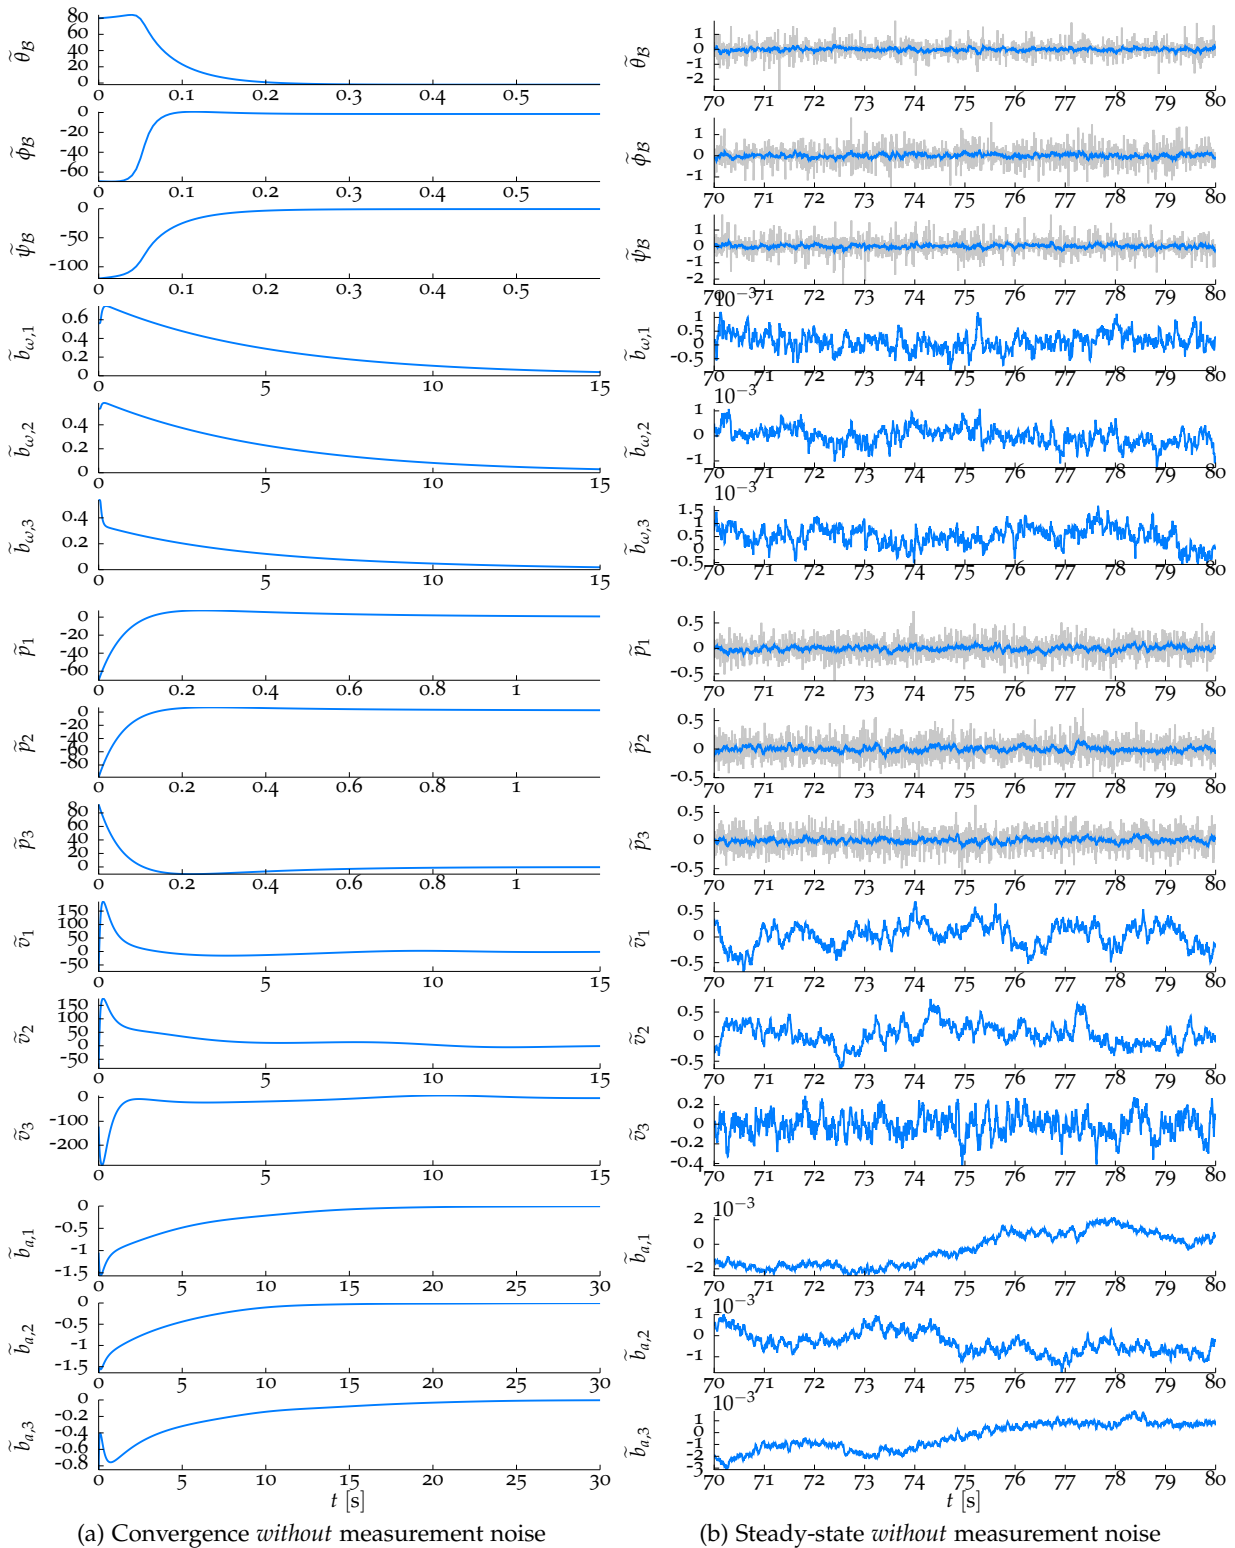 θ̃_B
80
60
40
20
0
0 0.1 0.2 0.3 0.4 0.5
φ̃_B
0
-20
-40
-60
0 0.1 0.2 0.3 0.4 0.5
ψ̃_B
0
-50
-100
0 0.1 0.2 0.3 0.4 0.5
b̃_ω,1
0.6
0.4
0.2
0
0 5 10 15
b̃_ω,2
0.4
0.2
0
0 5 10 15
b̃_ω,3
0.4
0.2
0
0 5 10 15
p̃_1
0
-20
-40
-60
0 0.2 0.4 0.6 0.8 1
p̃_2
0
-20
-40
-60
-80
0 0.2 0.4 0.6 0.8 1
p̃_3
80
60
40
20
0
0 0.2 0.4 0.6 0.8 1
ṽ_1
150
100
50
0
-50
0 5 10 15
ṽ_2
150
100
50
0
-50
0 5 10 15
ṽ_3
0
-100
-200
0 5 10 15
b̃_a,1
0
-0.5
-1
-1.5
0 5 10 15 20 25 30
b̃_a,2
0
-0.5
-1
-1.5
0 5 10 15 20 25 30
b̃_a,3
0
-0.2
-0.4
-0.6
-0.8
0 5 10 15 20 25 30
t [s]
(a) Convergence without measurement noise
θ̃_B
1
0
-1
-2
70 71 72 73 74 75 76 77 78 79 80
φ̃_B
1
0
-1
70 71 72 73 74 75 76 77 78 79 80
ψ̃_B
1
0
-1
-2
70 71 72 73 74 75 76 77 78 79 80
10⁻³
b̃_ω,1
1
0.5
0
-0.5
70 71 72 73 74 75 76 77 78 79 80
10⁻³
b̃_ω,2
1
0
-1
70 71 72 73 74 75 76 77 78 79 80
10⁻³
b̃_ω,3
1.5
1
0.5
0
-0.5
70 71 72 73 74 75 76 77 78 79 80
p̃_1
0.5
0
-0.5
70 71 72 73 74 75 76 77 78 79 80
p̃_2
0.5
0
-0.5
70 71 72 73 74 75 76 77 78 79 80
p̃_3
0.5
0
-0.5
70 71 72 73 74 75 76 77 78 79 80
ṽ_1
0.5
0
-0.5
70 71 72 73 74 75 76 77 78 79 80
ṽ_2
0.5
0
-0.5
70 71 72 73 74 75 76 77 78 79 80
ṽ_3
0.2
0
-0.2
-0.4
70 71 72 73 74 75 76 77 78 79 80
10⁻³
b̃_a,1
2
0
-2
70 71 72 73 74 75 76 77 78 79 80
10⁻³
b̃_a,2
1
0
-1
70 71 72 73 74 75 76 77 78 79 80
10⁻³
b̃_a,3
1
0
-1
-2
-3
70 71 72 73 74 75 76 77 78 79 80
t [s]
(b) Steady-state without measurement noise